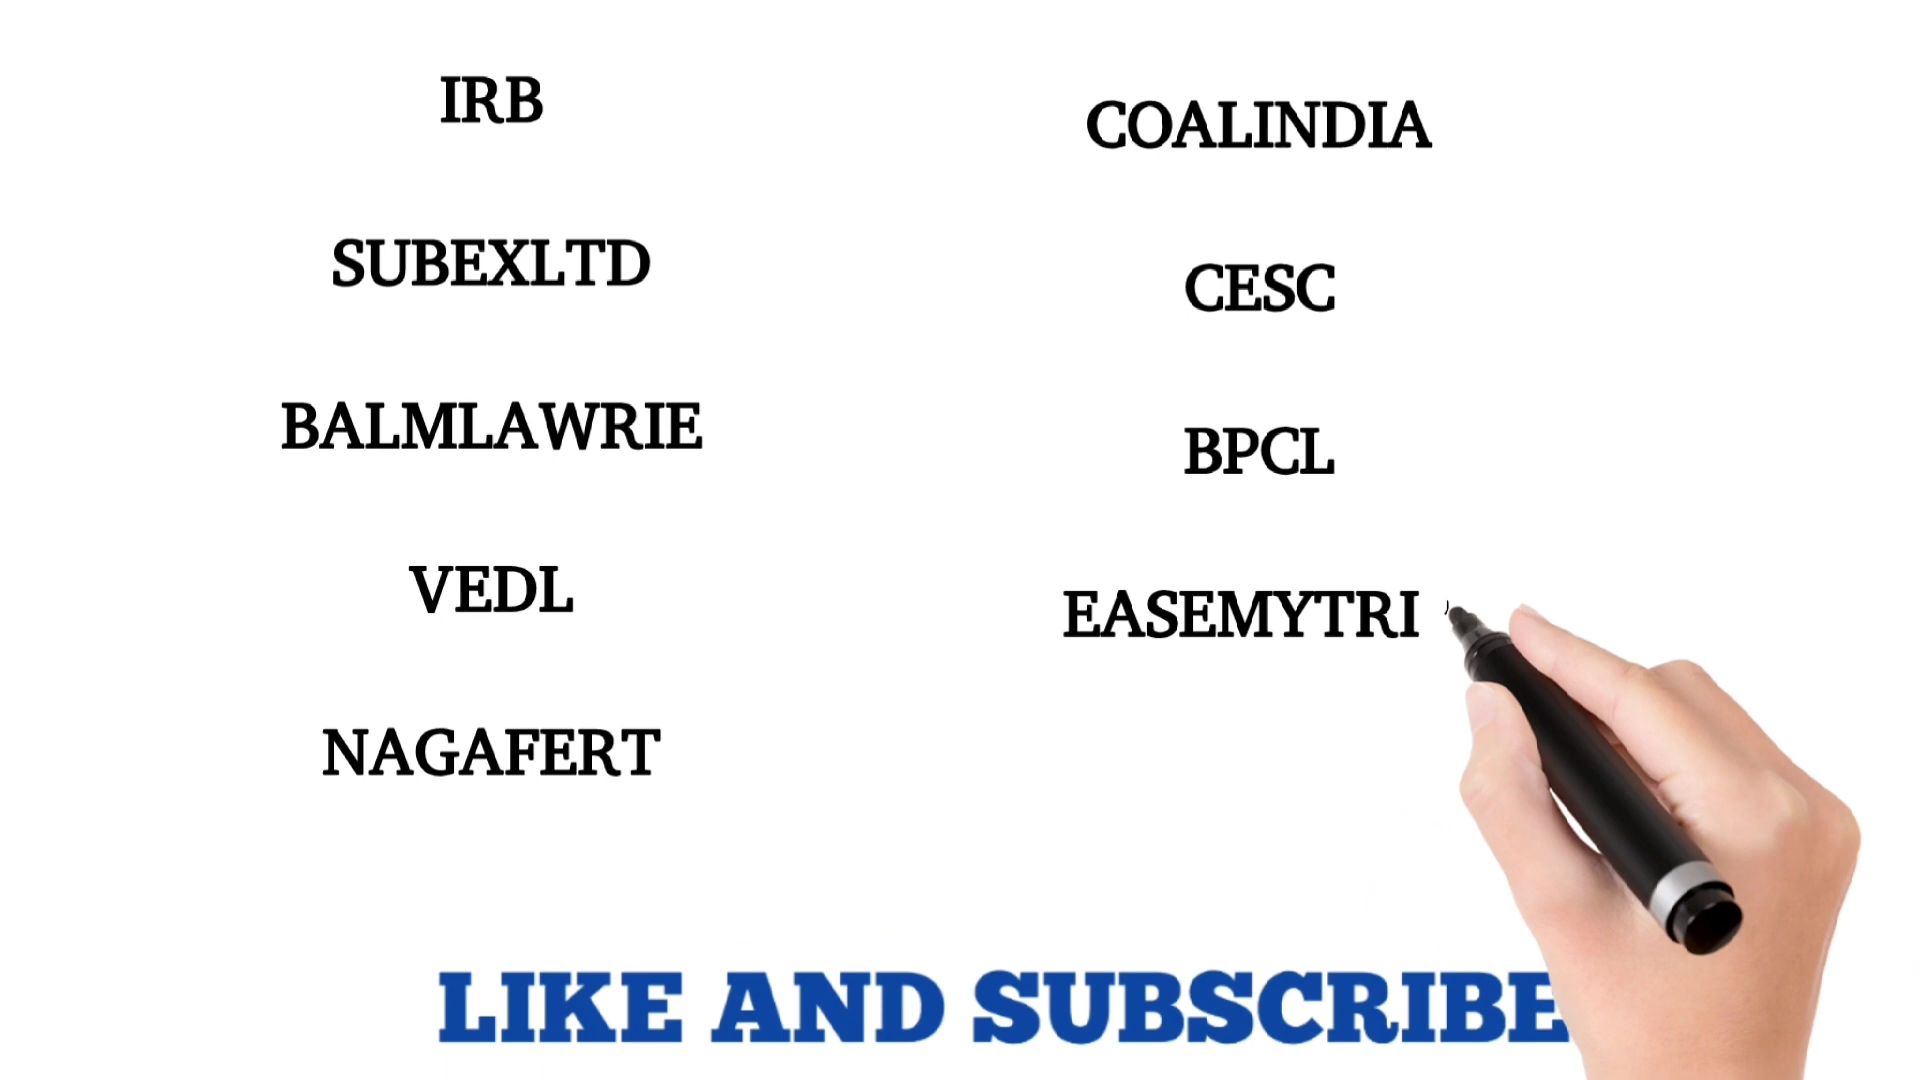 IRB
SUBEXLTD
BALMLAWRIE
VEDL
NAGAFERT
COALINDIA
CESC
BPCL
EASEMYTRI
LIKE AND SUBSCRIBE